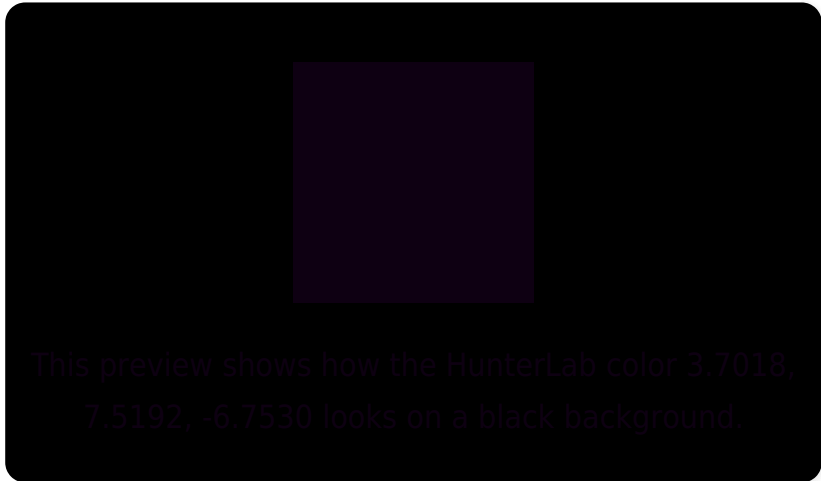 This preview shows how the HunterLab color 3.7018,
7.5192, -6.7530 looks on a black background.